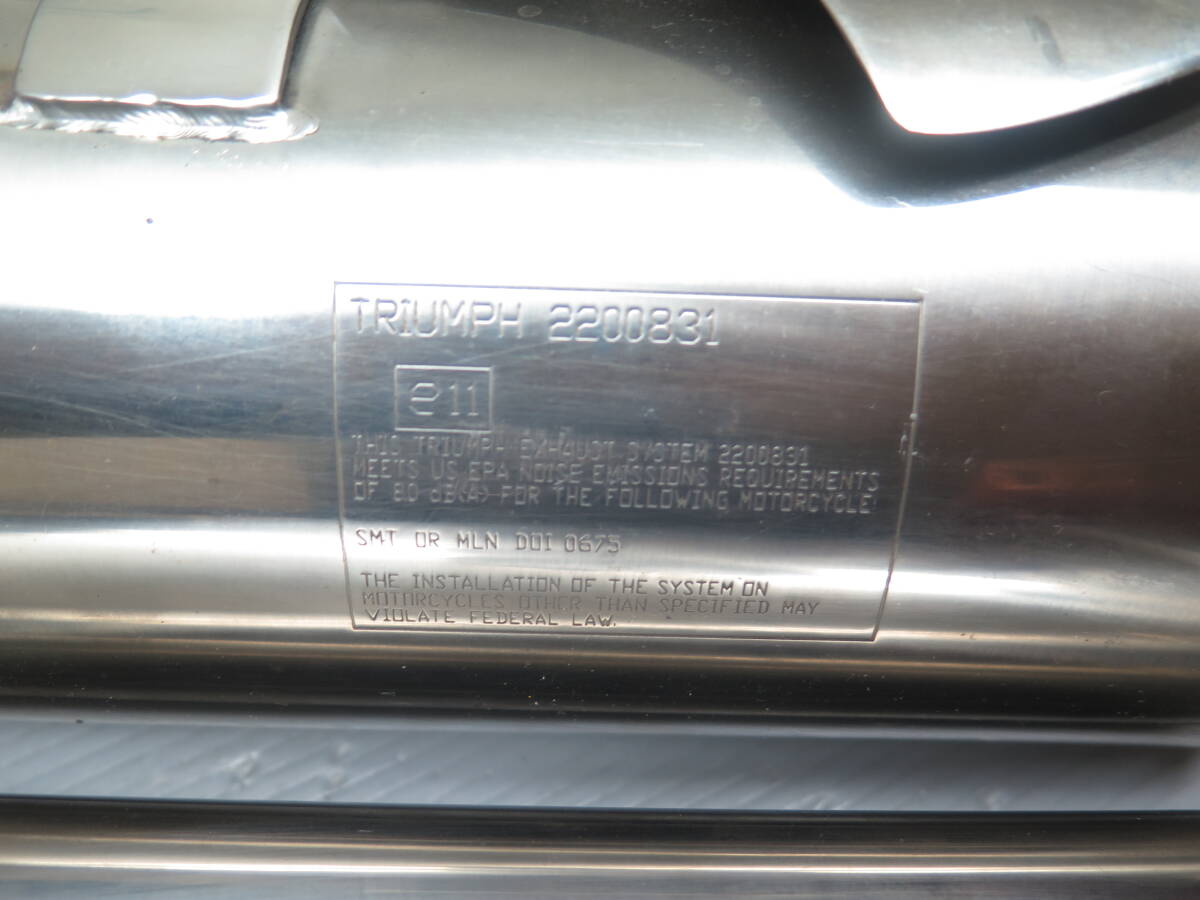 TRIUMPH 2200831
e11
THIS TRIUMPH EXHAUST SYSTEM 2200831
MEETS US EPA NOISE EMISSIONS REQUIREMENTS
OF 80 dB(A) FOR THE FOLLOWING MOTORCYCLE:
SMT OR MLN DOI 0675
THE INSTALLATION OF THE SYSTEM ON
MOTORCYCLES OTHER THAN SPECIFIED MAY
VIOLATE FEDERAL LAW.